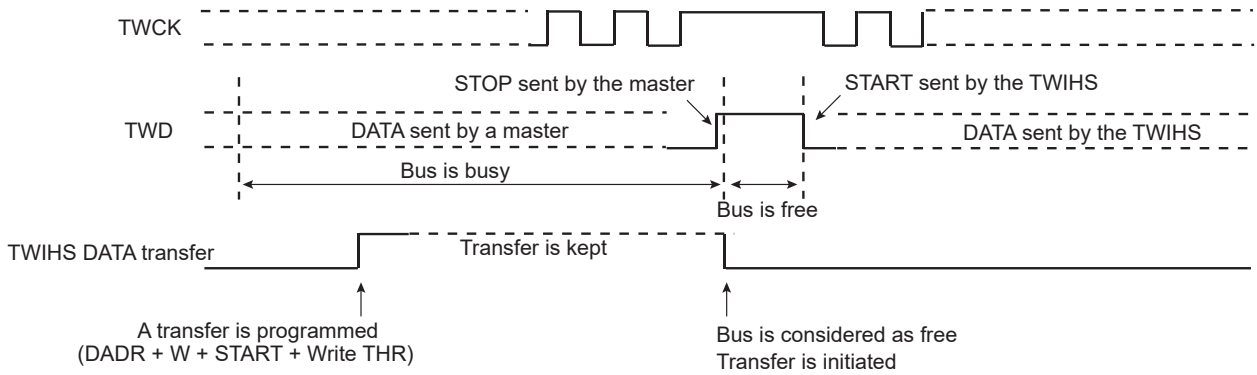 TWCK
STOP sent by the master
START sent by the TWIHS
TWD
DATA sent by a master
DATA sent by the TWIHS
Bus is busy
Bus is free
TWIHS DATA transfer
Transfer is kept
A transfer is programmed
(DADR + W + START + Write THR)
Bus is considered as free
Transfer is initiated